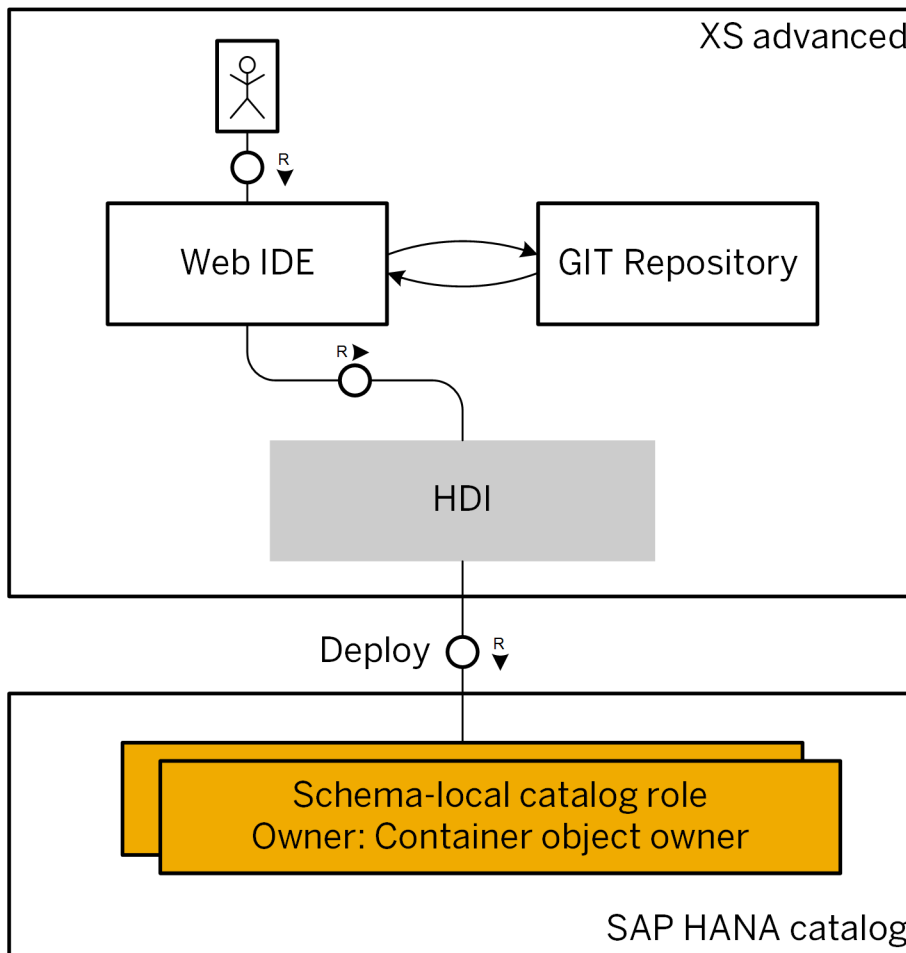 XS advanced
R
Web IDE
GIT Repository
R
HDI
Deploy
R
Schema-local catalog role
Owner: Container object owner
SAP HANA catalog